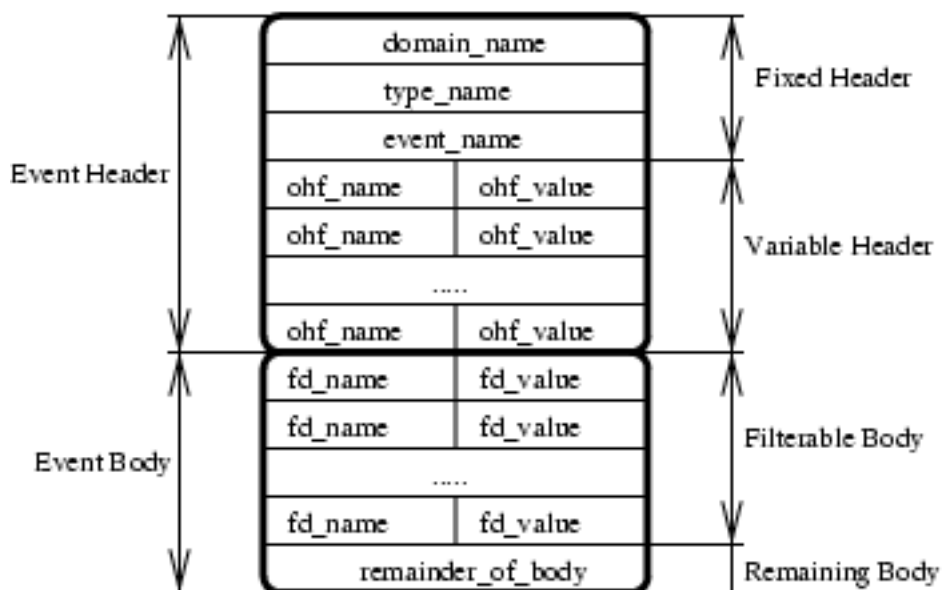 domain_name
Fixed Header
type_name
event_name
Event Header
ohf_name ohf_value
ohf_name ohf_value
Variable Header
.....
ohf_name ohf_value
fd_name fd_value
fd_name fd_value
Filterable Body
Event Body
.....
fd_name fd_value
remainder_of_body
Remaining Body